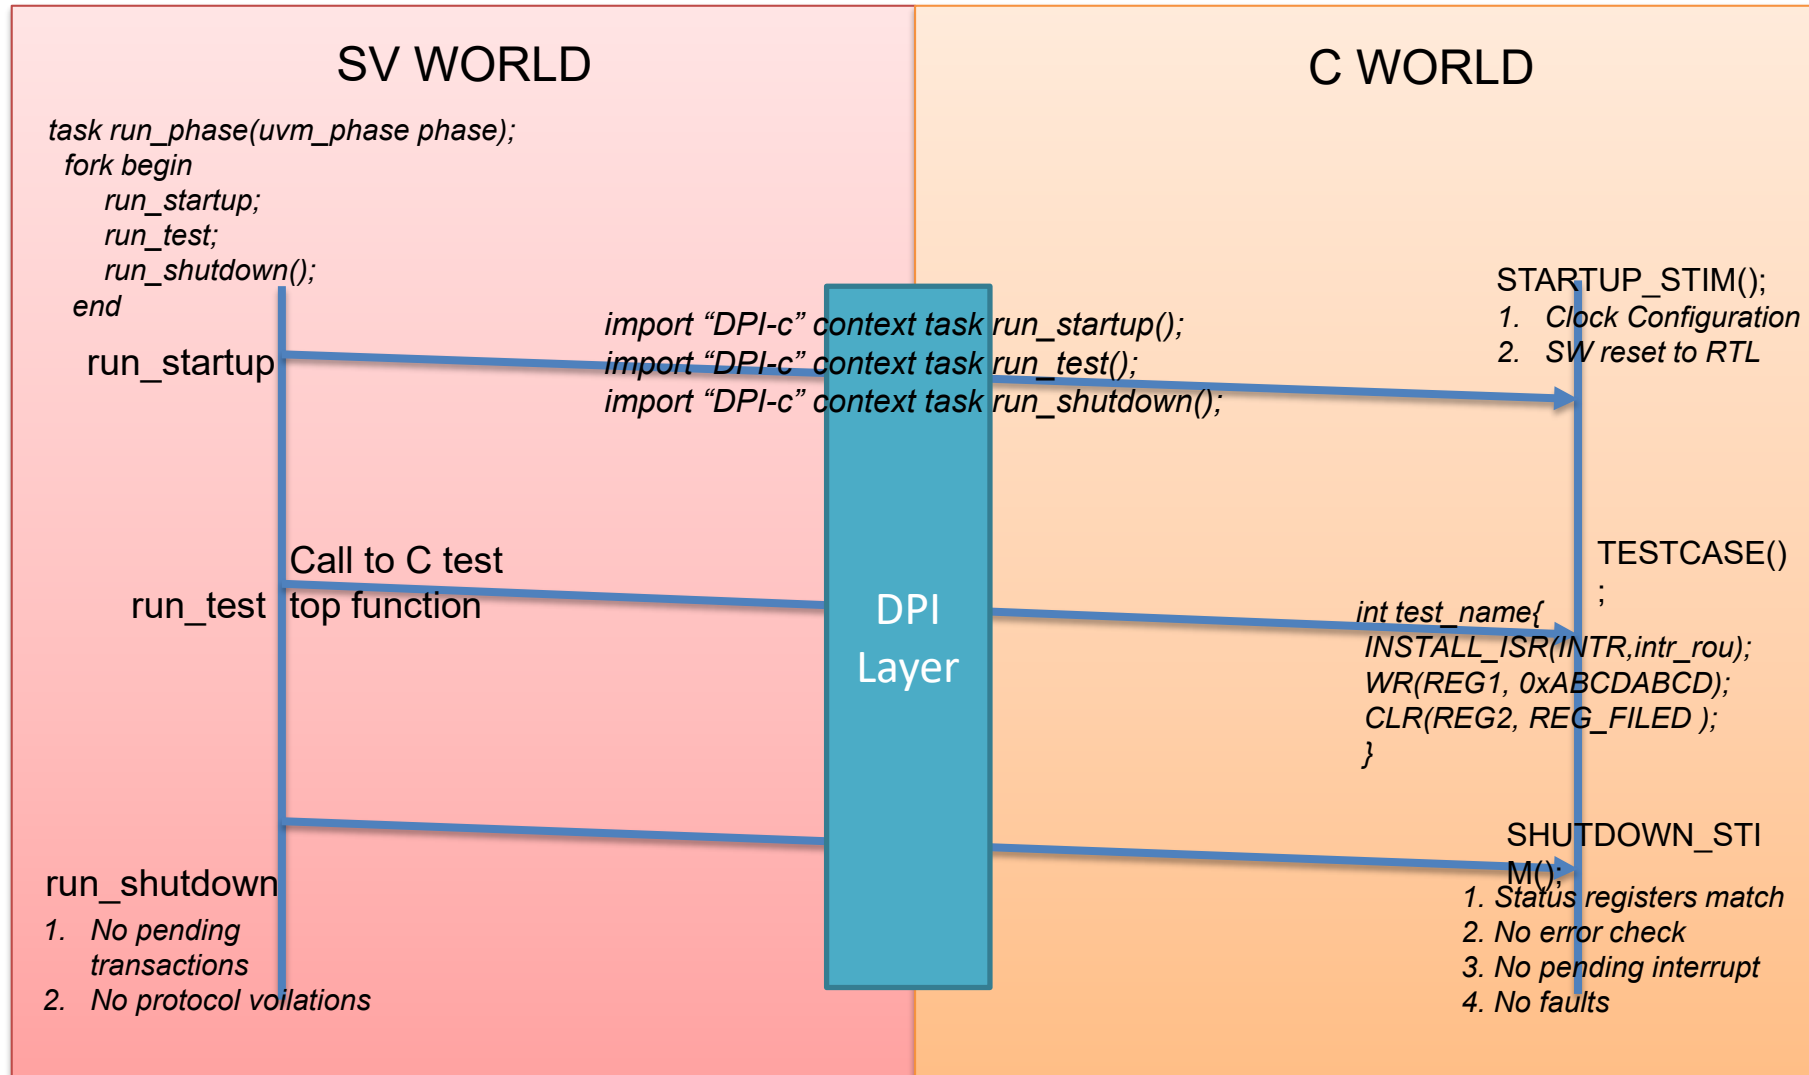 SV WORLD
task run_phase(uvm_phase phase);
fork begin
run_startup;
run_test;
run_shutdown();
end
run_startup
Call to C test
run_test top function
run_shutdown
1. No pending
transactions
2. No protocol voilations
import “DPI-c” context task run_startup();
import “DPI-c” context task run_test();
import “DPI-c” context task run_shutdown();
DPI
Layer
C WORLD
STARTUP_STIM();
1. Clock Configuration
2. SW reset to RTL
TESTCASE()
;
int test_name{
INSTALL_ISR(INTR,intr_rou);
WR(REG1, 0xABCDABCD);
CLR(REG2, REG_FILED );
}
SHUTDOWN_STI
M();
1. Status registers match
2. No error check
3. No pending interrupt
4. No faults